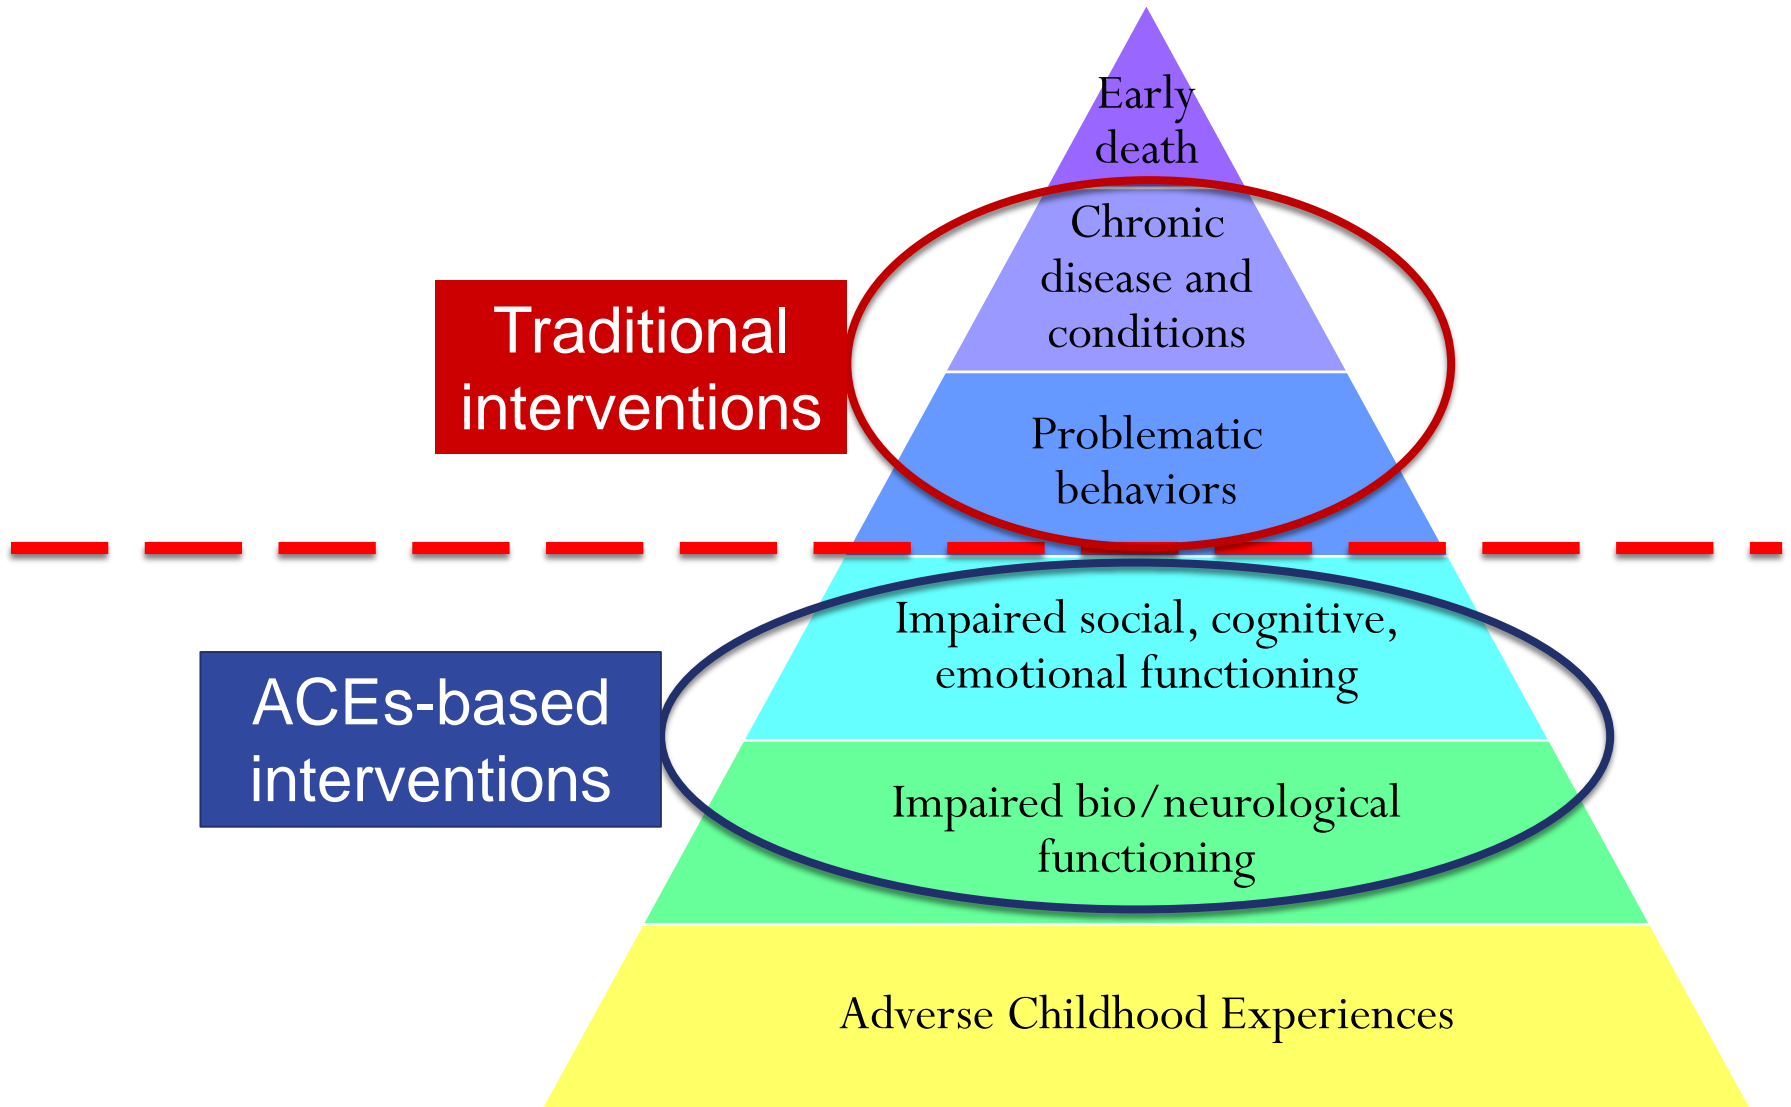 Early
death
Chronic
disease and
conditions
Traditional
interventions
Problematic
behaviors
Impaired social, cognitive,
emotional functioning
ACEs-based
interventions
Impaired bio/neurological
functioning
Adverse Childhood Experiences